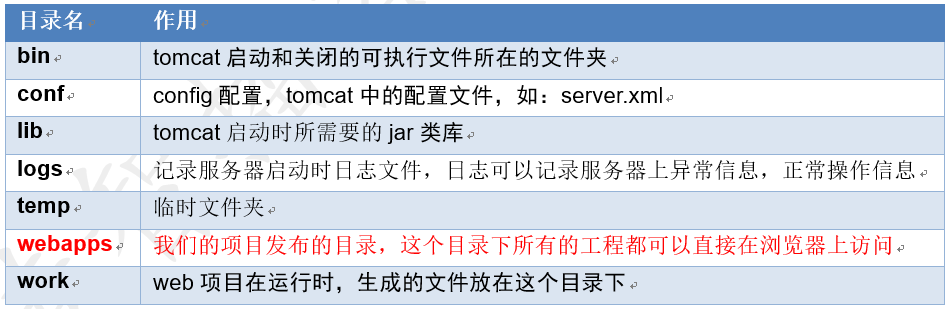 目录名 作用
bin tomcat 启动和关闭的可执行文件所在的文件夹
conf config 配置，tomcat 中的配置文件，如：server.xml
lib tomcat 启动时所需要的 jar 类库
logs 记录服务器启动时日志文件，日志可以记录服务器上异常信息，正常操作信息
temp 临时文件夹
webapps 我们的项目发布的目录，这个目录下所有的工程都可以直接在浏览器上访问
work web 项目在运行时，生成的文件放在这个目录下